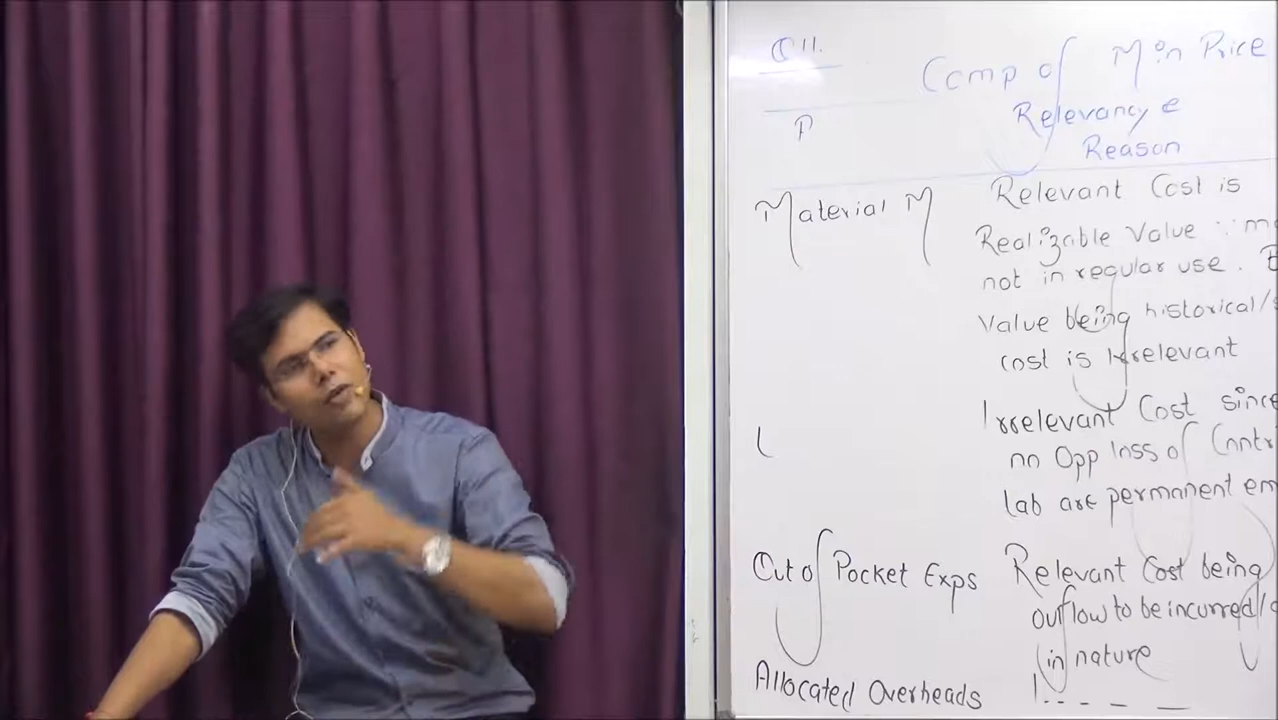 Q 11.
Comp of Min Price
P
Relevancy &
Reason
Material M
Relevant Cost is
Realizable Value ∵ m
not in regular use. B
Value being historical/s
cost is Irrelevant
L
Irrelevant Cost since
no Opp loss of Contri
lab are permanent em
Out of Pocket Exps
Relevant Cost being
outflow to be incurred/
in nature
Allocated Overheads
I - - - -